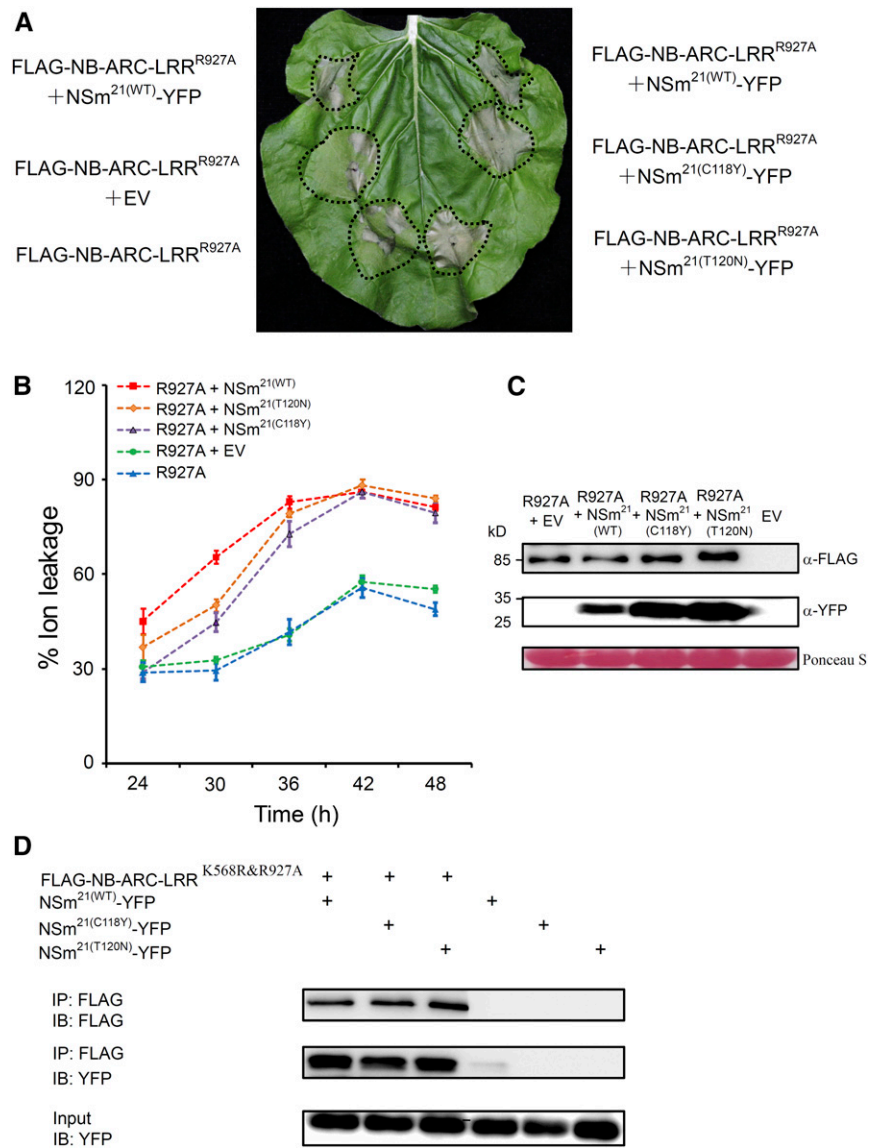 A
FLAG-NB-ARC-LRR^R927A
+NSm^21(WT)-YFP
FLAG-NB-ARC-LRR^R927A
+EV
FLAG-NB-ARC-LRR^R927A
FLAG-NB-ARC-LRR^R927A
+NSm^21(WT)-YFP
FLAG-NB-ARC-LRR^R927A
+NSm^21(C118Y)-YFP
FLAG-NB-ARC-LRR^R927A
+NSm^21(T120N)-YFP
B
120
90
60
30
0
% Ion leakage
R927A + NSm^21(WT)
R927A + NSm^21(T120N)
R927A + NSm^21(C118Y)
R927A + EV
R927A
24 30 36 42 48
Time (h)
C
kD
R927A + EV
R927A + NSm^21 (WT)
R927A + NSm^21 (C118Y)
R927A + NSm^21 (T120N)
EV
85
α-FLAG
35
25
α-YFP
Ponceau S
D
FLAG-NB-ARC-LRR^K568R&R927A + + +
NSm^21(WT)-YFP + +
NSm^21(C118Y)-YFP + +
NSm^21(T120N)-YFP + +
IP: FLAG
IB: FLAG
IP: FLAG
IB: YFP
Input
IB: YFP